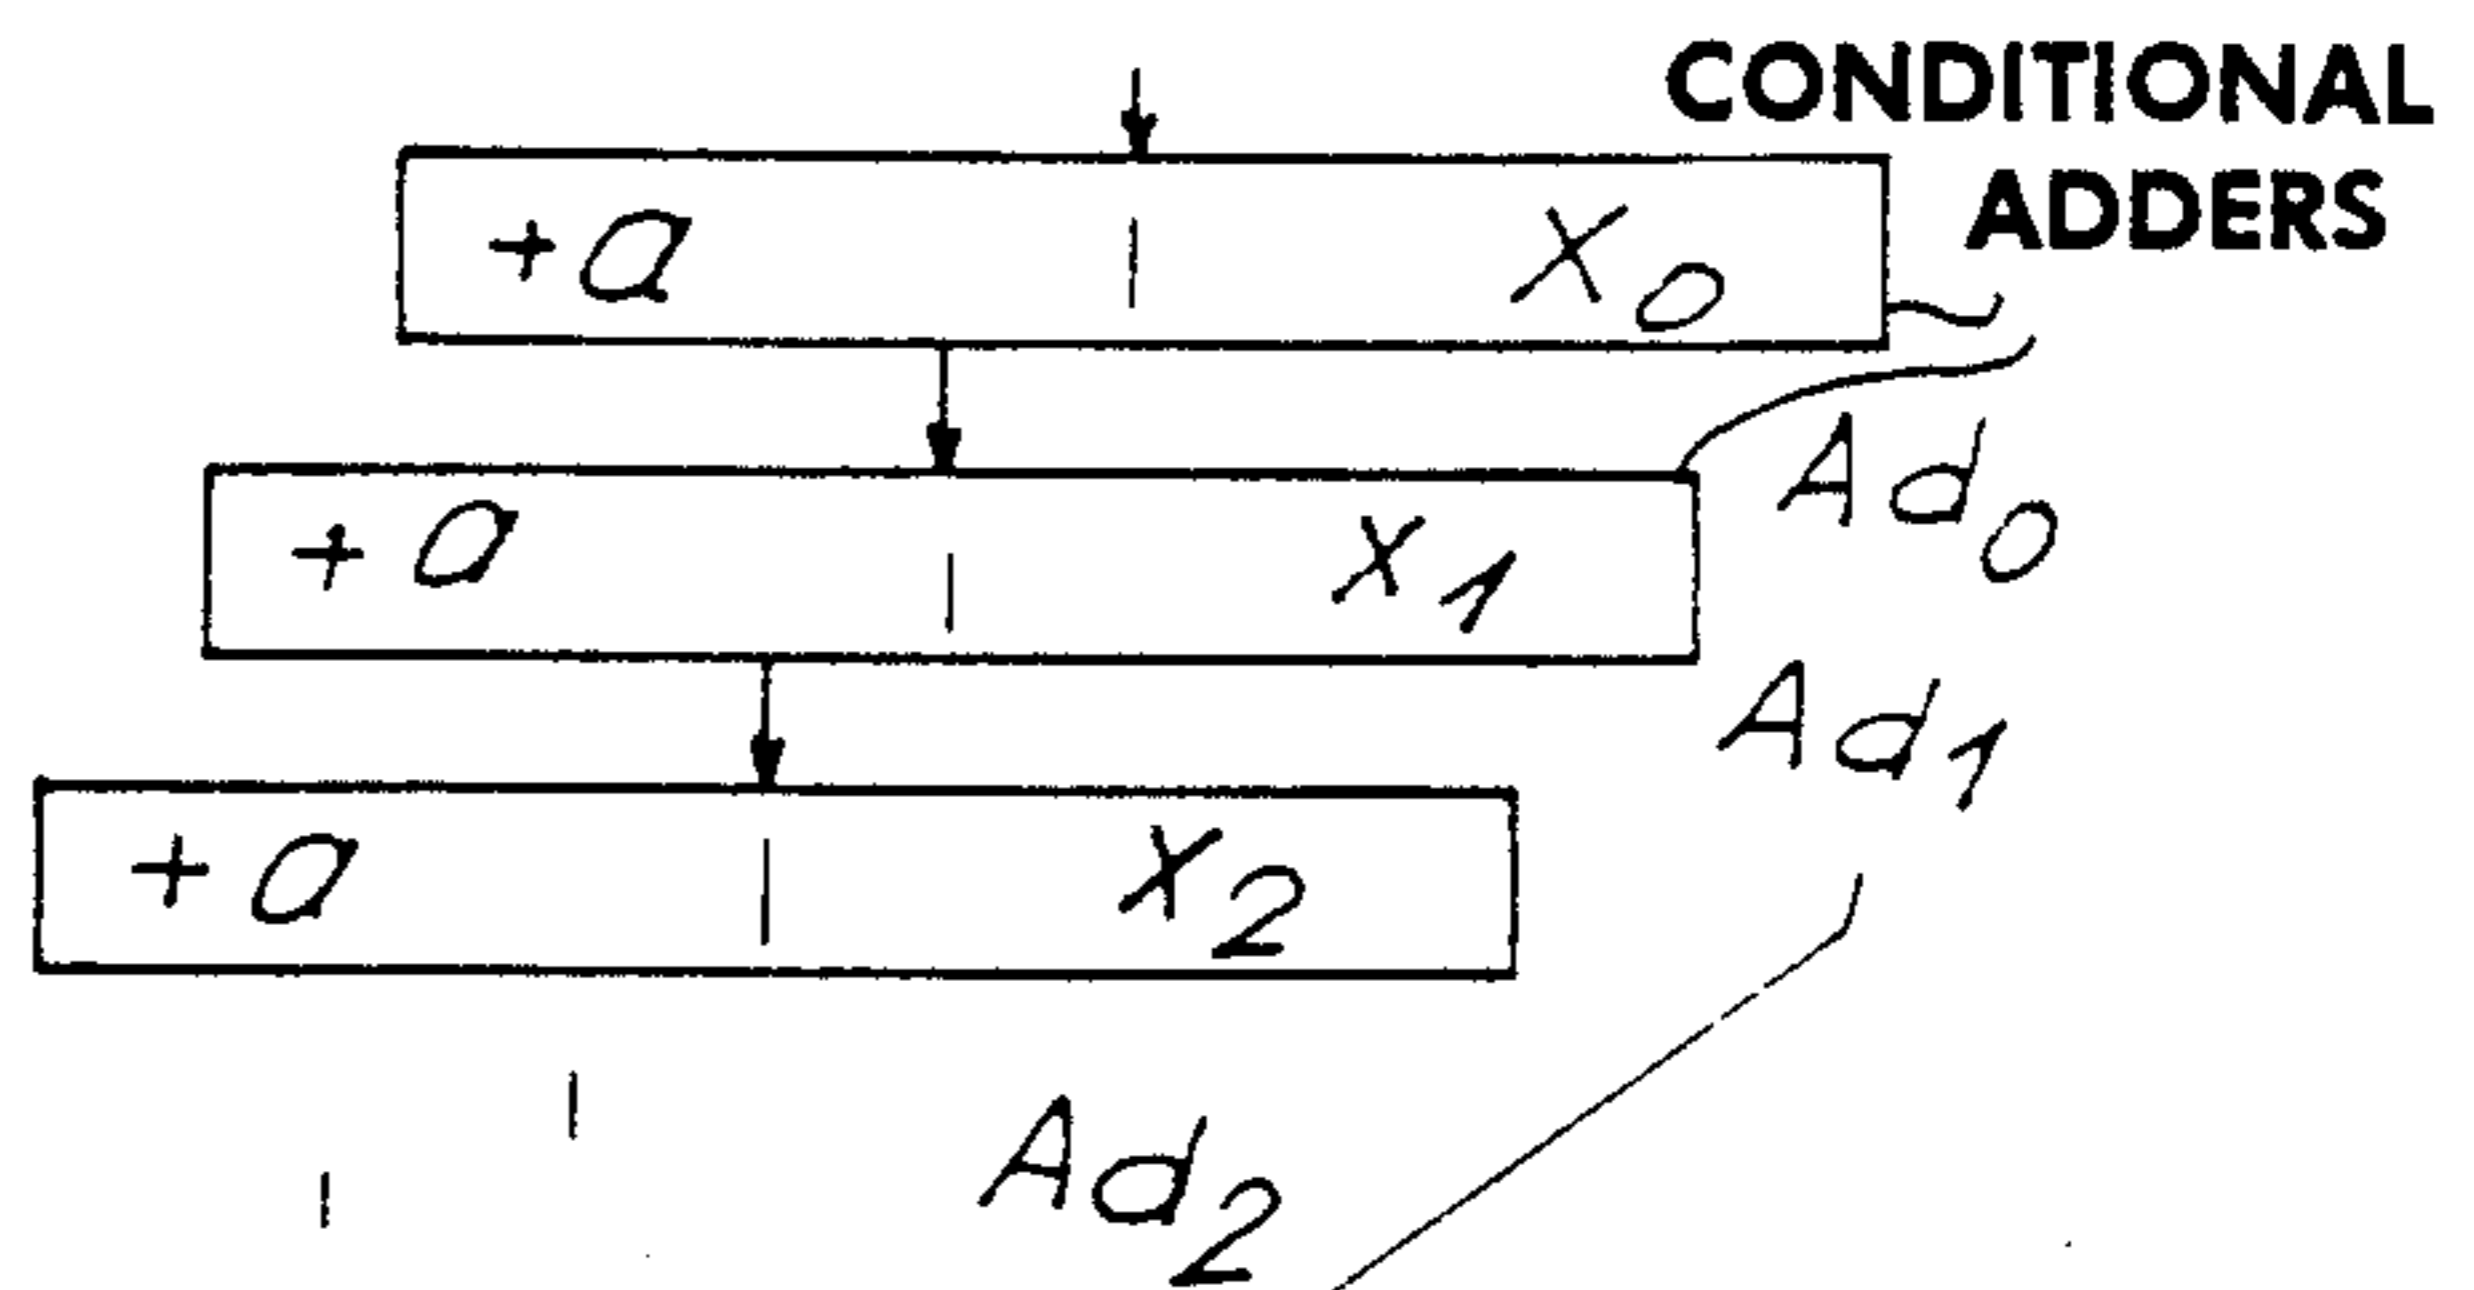 CONDITIONAL
ADDERS
+a | X0
Ad0
+a | X1
Ad1
+a | X2
Ad2